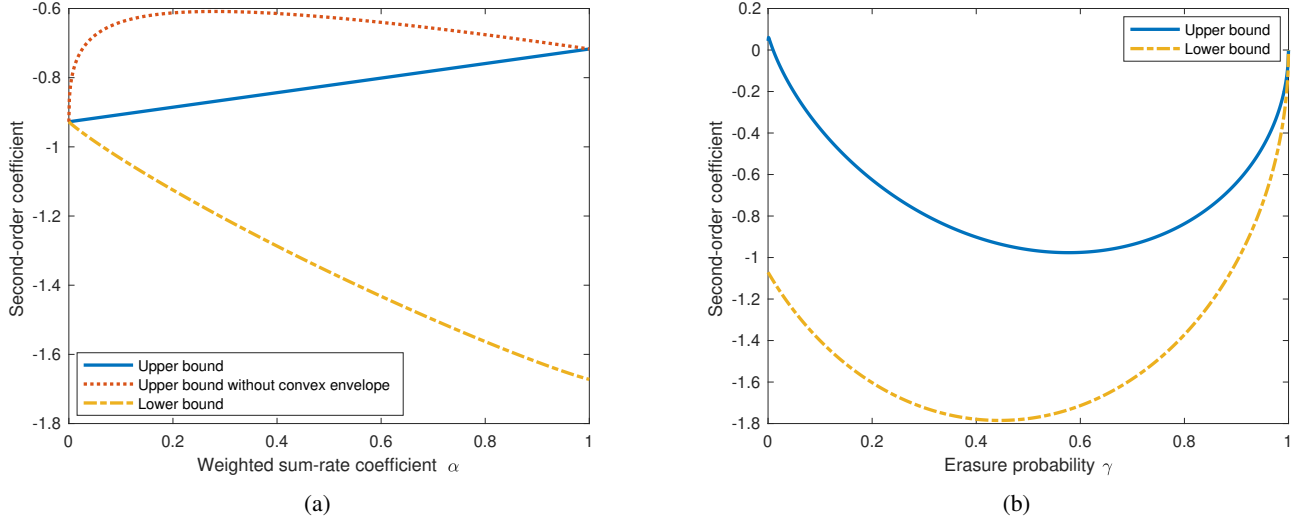 -0.6
-0.8
-1
-1.2
-1.4
-1.6
-1.8
Second-order coefficient
Upper bound
Upper bound without convex envelope
Lower bound
0 0.2 0.4 0.6 0.8 1
Weighted sum-rate coefficient α
(a)
0.2
0
-0.2
-0.4
-0.6
-0.8
-1
-1.2
-1.4
-1.6
-1.8
Second-order coefficient
Upper bound
Lower bound
0 0.2 0.4 0.6 0.8 1
Erasure probability γ
(b)